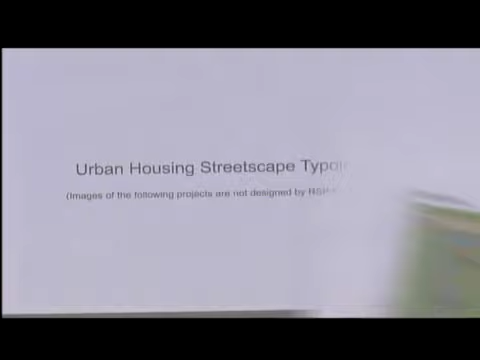 Urban Housing Streetscape
(Images of the following projects are not designed by